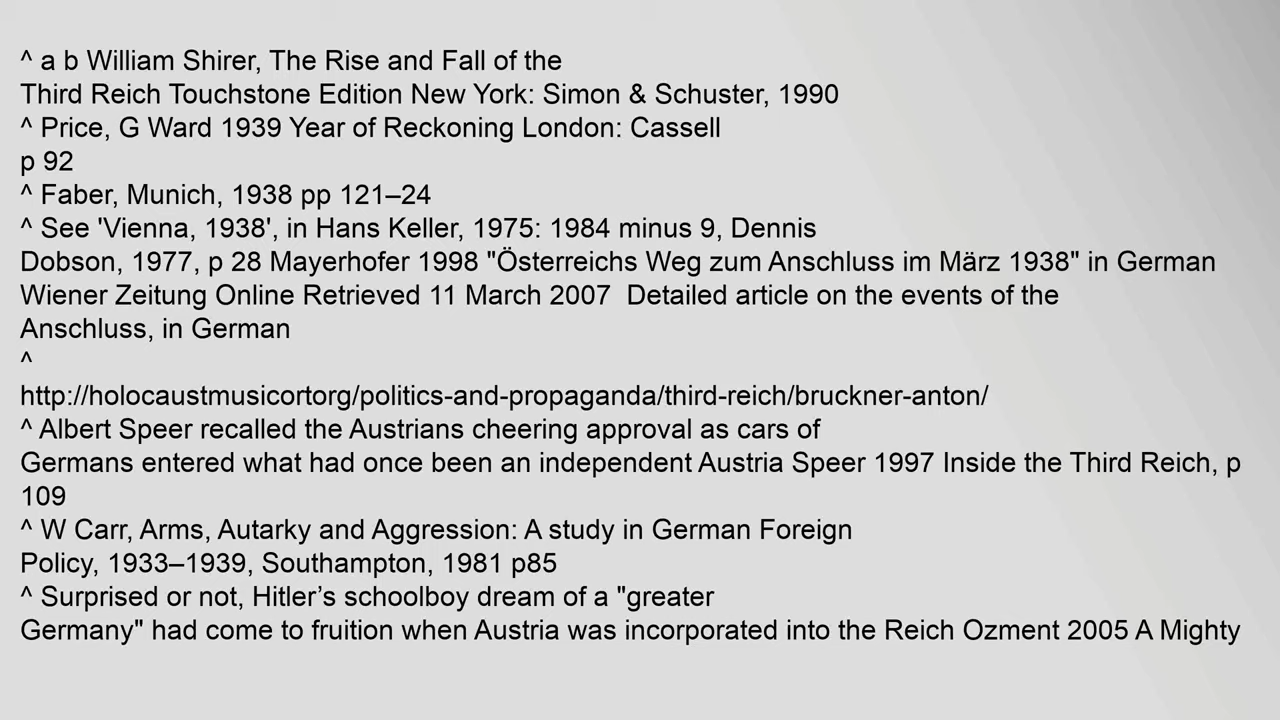 ^ a b William Shirer, The Rise and Fall of the
Third Reich Touchstone Edition New York: Simon & Schuster, 1990
^ Price, G Ward 1939 Year of Reckoning London: Cassell
p 92
^ Faber, Munich, 1938 pp 121–24
^ See 'Vienna, 1938', in Hans Keller, 1975: 1984 minus 9, Dennis
Dobson, 1977, p 28 Mayerhofer 1998 "Österreichs Weg zum Anschluss im März 1938" in German
Wiener Zeitung Online Retrieved 11 March 2007  Detailed article on the events of the
Anschluss, in German
^
http://holocaustmusicortorg/politics-and-propaganda/third-reich/bruckner-anton/
^ Albert Speer recalled the Austrians cheering approval as cars of
Germans entered what had once been an independent Austria Speer 1997 Inside the Third Reich, p
109
^ W Carr, Arms, Autarky and Aggression: A study in German Foreign
Policy, 1933–1939, Southampton, 1981 p85
^ Surprised or not, Hitler’s schoolboy dream of a "greater
Germany" had come to fruition when Austria was incorporated into the Reich Ozment 2005 A Mighty